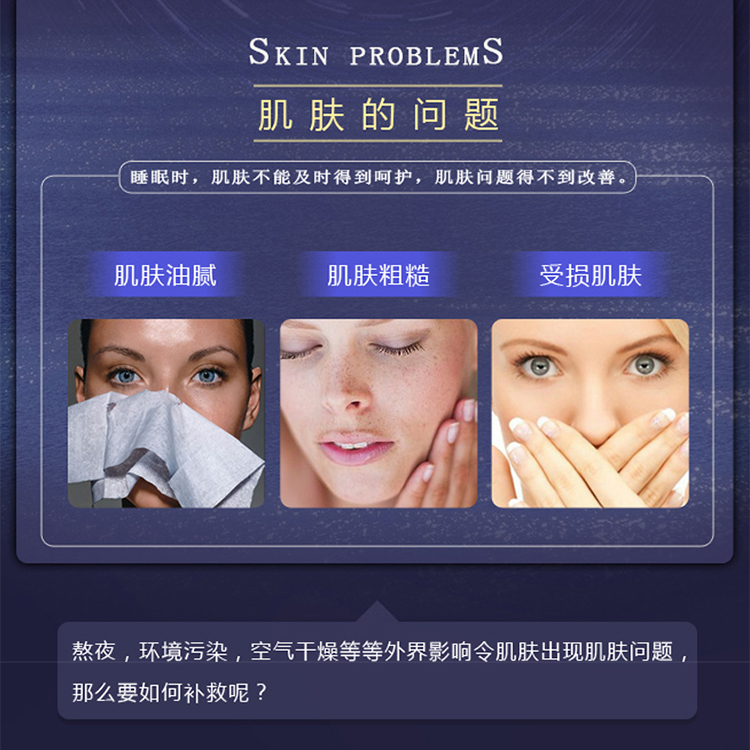 SKIN PROBLEMS
肌肤的问题
睡眠时，肌肤不能及时得到呵护，肌肤问题得不到改善。
肌肤油腻
肌肤粗糙
受损肌肤
熬夜，环境污染，空气干燥等等外界影响令肌肤出现肌肤问题，
那么要如何补救呢？